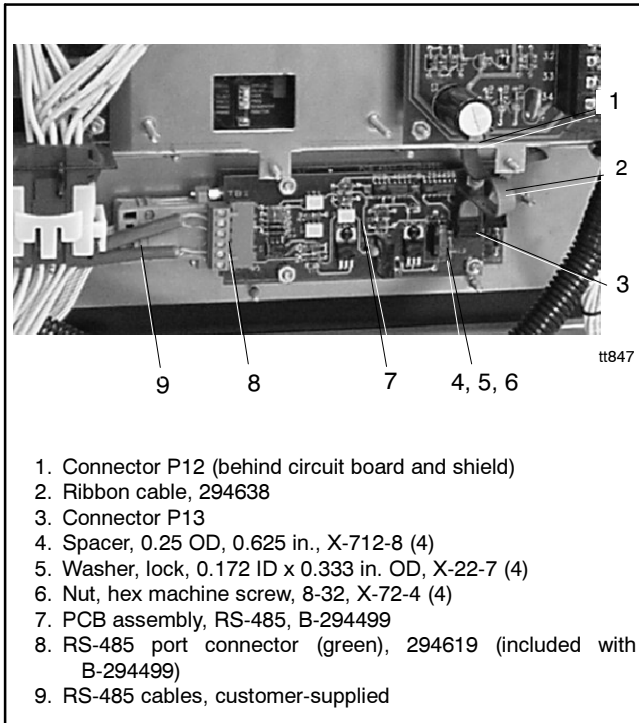 1
2
3
tt847
9
8
7
4, 5, 6
1. Connector P12 (behind circuit board and shield)
2. Ribbon cable, 294638
3. Connector P13
4. Spacer, 0.25 OD, 0.625 in., X-712-8 (4)
5. Washer, lock, 0.172 ID x 0.333 in. OD, X-22-7 (4)
6. Nut, hex machine screw, 8-32, X-72-4 (4)
7. PCB assembly, RS-485, B-294499
8. RS-485 port connector (green), 294619 (included with
B-294499)
9. RS-485 cables, customer-supplied